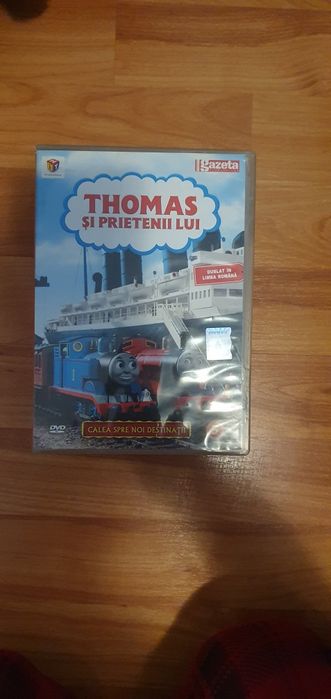 gazeta
THOMAS
ȘI PRIETENII LUI
DUBLAT ÎN
LIMBA ROMÂNĂ
DVD
CALEA SPRE NOI DESTINAȚII